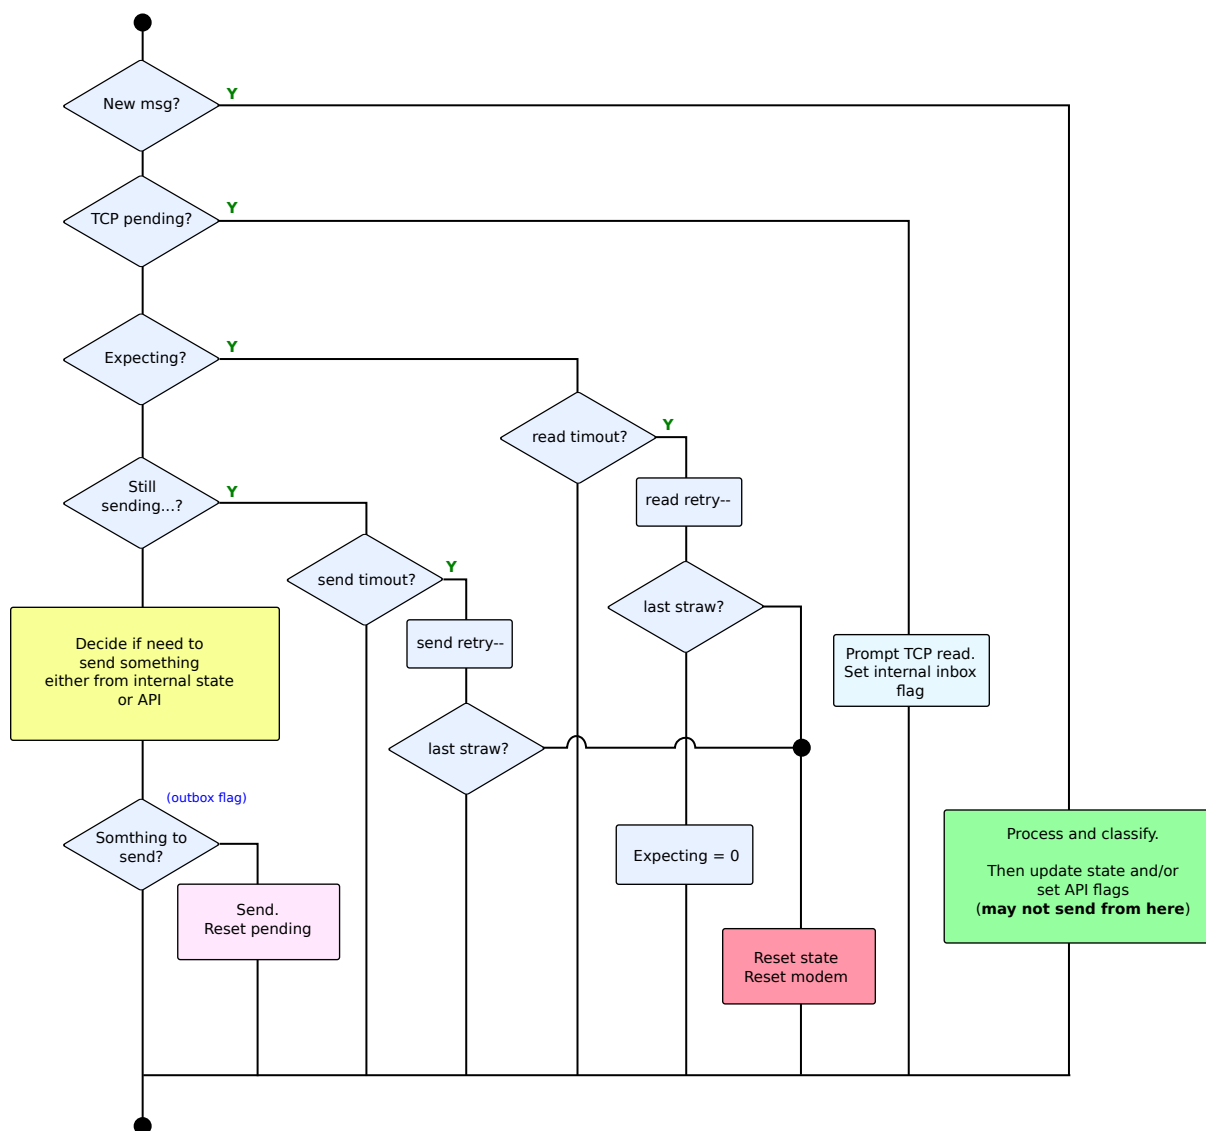 New msg?
Y
TCP pending?
Y
Expecting?
Y
read timout?
Y
read retry--
Still
sending...?
Y
send timout?
Y
last straw?
send retry--
Decide if need to
send something
either from internal state
or API
Prompt TCP read.
Set internal inbox
flag
last straw?
(outbox flag)
Somthing to
send?
Expecting = 0
Process and classify.
Then update state and/or
set API flags
(may not send from here)
Send.
Reset pending
Reset state
Reset modem